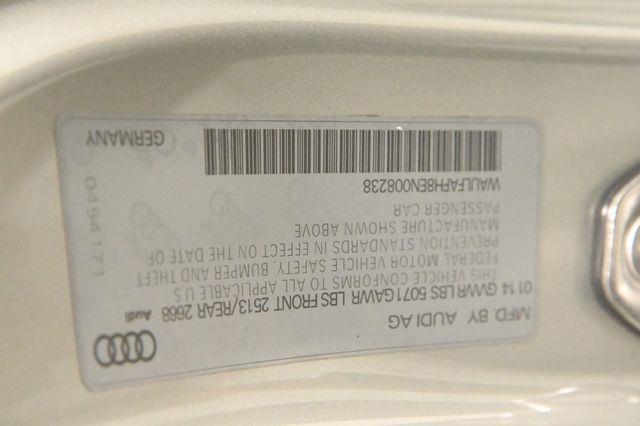 MFD. BY AUDI AG
01 14 GVWR LBS 5071 GAWR LBS FRONT 2513/REAR 2668 Audi
THIS VEHICLE CONFORMS TO ALL APPLICABLE U S
FEDERAL MOTOR VEHICLE SAFETY, BUMPER AND THEFT
PREVENTION STANDARDS IN EFFECT ON THE DATE OF
MANUFACTURE SHOWN ABOVE
PASSENGER CAR
WAULFAFH8EN008238
GERMANY
0454171